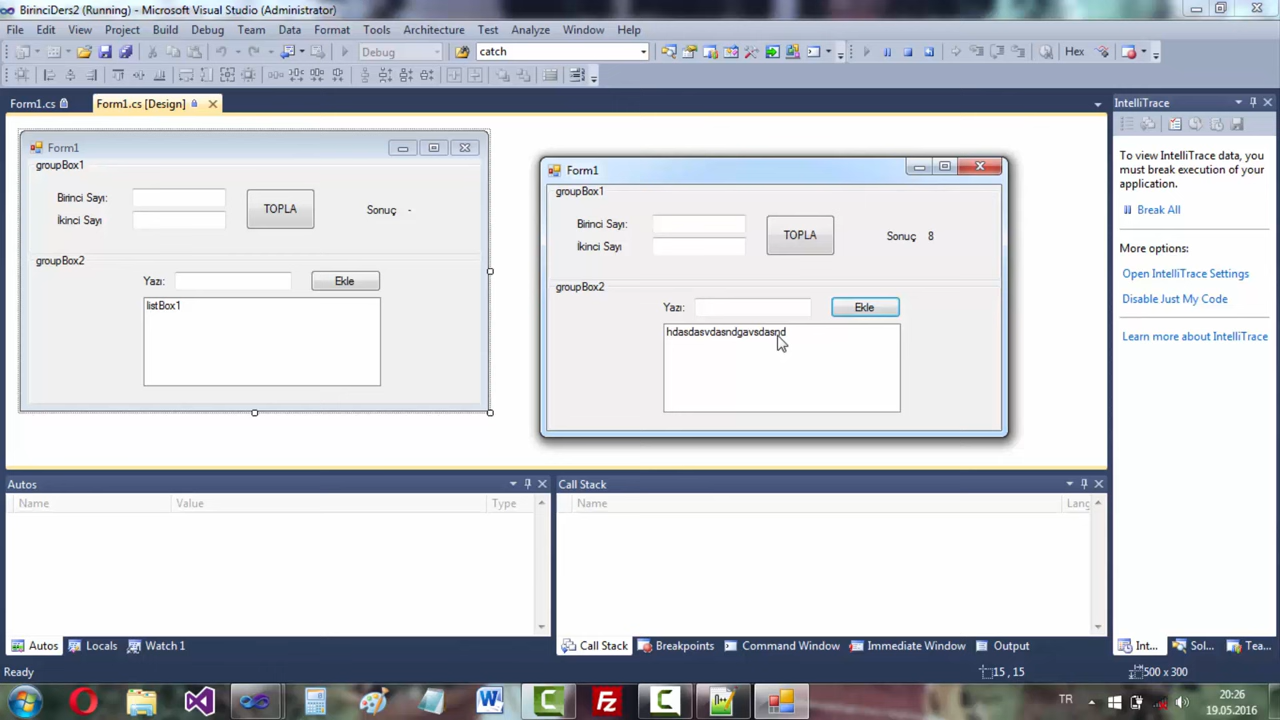 BirinciDers2 (Running) - Microsoft Visual Studio (Administrator)
File Edit View Project Build Debug Team Data Format Tools Architecture Test Analyze Window Help
Debug catch Hex
Form1.cs Form1.cs [Design]
IntelliTrace
Form1
groupBox1
Birinci Sayı:
İkinci Sayı
TOPLA
Sonuç -
groupBox2
Yazı: Ekle
listBox1
Form1
groupBox1
Birinci Sayı:
İkinci Sayı
TOPLA
Sonuç 8
groupBox2
Yazı: Ekle
hdasdasvdasndgavsdasnd
To view IntelliTrace data, you
must break execution of your
application.
Break All
More options:
Open IntelliTrace Settings
Disable Just My Code
Learn more about IntelliTrace
Autos
Name Value Type
Call Stack
Name Lang
Autos Locals Watch 1
Call Stack Breakpoints Command Window Immediate Window Output
Int... Sol... Tea...
Ready
15 , 15 500 x 300
TR
20:26
19.05.2016